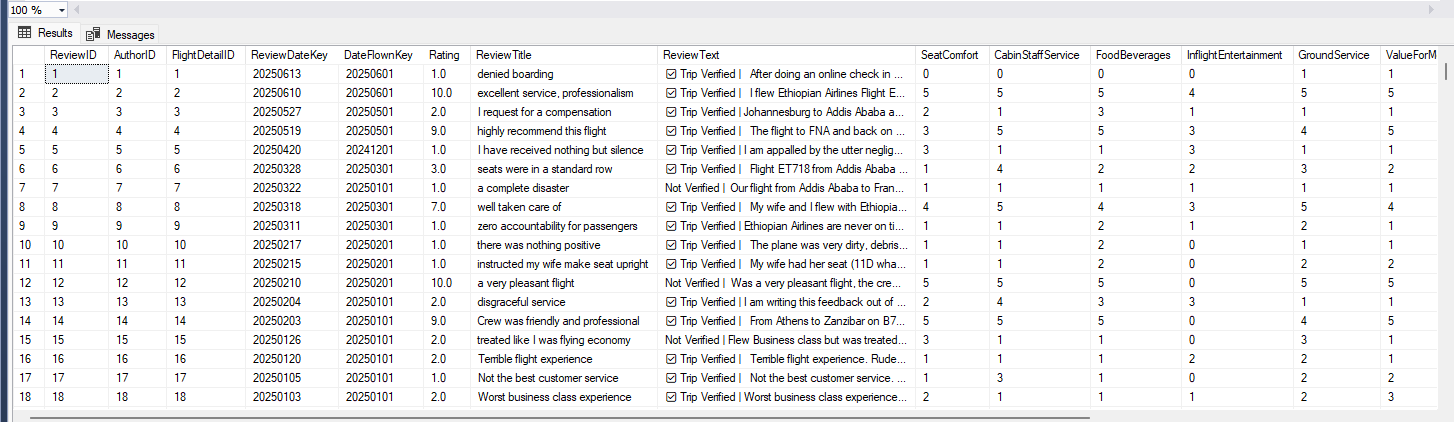 100 %
Results Messages
ReviewID AuthorID FlightDetailID ReviewDateKey DateFlownKey Rating ReviewTitle ReviewText SeatComfort CabinStaffService FoodBeverages InflightEntertainment GroundService ValueForM
1 1 1 1 20250613 20250601 1.0 denied boarding ☑ Trip Verified | After doing an online check in ... 0 0 0 0 1 1
2 2 2 2 20250610 20250601 10.0 excellent service, professionalism ☑ Trip Verified | I flew Ethiopian Airlines Flight E... 5 5 5 4 5 5
3 3 3 3 20250527 20250501 2.0 I request for a compensation ☑ Trip Verified | Johannesburg to Addis Ababa a... 2 1 3 1 1 1
4 4 4 4 20250519 20250501 9.0 highly recommend this flight ☑ Trip Verified | The flight to FNA and back on ... 3 5 5 3 4 5
5 5 5 5 20250420 20241201 1.0 I have received nothing but silence ☑ Trip Verified | I am appalled by the utter neglig... 3 1 1 3 1 1
6 6 6 6 20250328 20250301 3.0 seats were in a standard row ☑ Trip Verified | Flight ET718 from Addis Ababa ... 1 4 2 2 3 2
7 7 7 7 20250322 20250101 1.0 a complete disaster Not Verified | Our flight from Addis Ababa to Fran... 1 1 1 1 1 1
8 8 8 8 20250318 20250301 7.0 well taken care of ☑ Trip Verified | My wife and I flew with Ethiopia... 4 5 4 3 5 4
9 9 9 9 20250311 20250301 1.0 zero accountability for passengers ☑ Trip Verified | Ethiopian Airlines are never on ti... 1 1 2 1 2 1
10 10 10 10 20250217 20250201 1.0 there was nothing positive ☑ Trip Verified | The plane was very dirty, debris... 1 1 2 0 1 1
11 11 11 11 20250215 20250201 1.0 instructed my wife make seat upright ☑ Trip Verified | My wife had her seat (11D wha... 1 1 2 0 2 2
12 12 12 12 20250210 20250201 10.0 a very pleasant flight Not Verified | Was a very pleasant flight, the cre... 5 5 5 0 5 5
13 13 13 13 20250204 20250101 2.0 disgraceful service ☑ Trip Verified | I am writing this feedback out of ... 2 4 3 3 1 1
14 14 14 14 20250203 20250101 9.0 Crew was friendly and professional ☑ Trip Verified | From Athens to Zanzibar on B7... 5 5 5 0 4 5
15 15 15 15 20250126 20250101 2.0 treated like I was flying economy Not Verified | Flew Business class but was treated... 3 1 1 0 3 1
16 16 16 16 20250120 20250101 2.0 Terrible flight experience ☑ Trip Verified | Terrible flight experience. Rude... 1 1 1 2 2 1
17 17 17 17 20250105 20250101 1.0 Not the best customer service ☑ Trip Verified | Not the best customer service. ... 1 3 1 0 2 2
18 18 18 18 20250103 20250101 2.0 Worst business class experience ☑ Trip Verified | Worst business class experience... 2 1 1 1 2 3